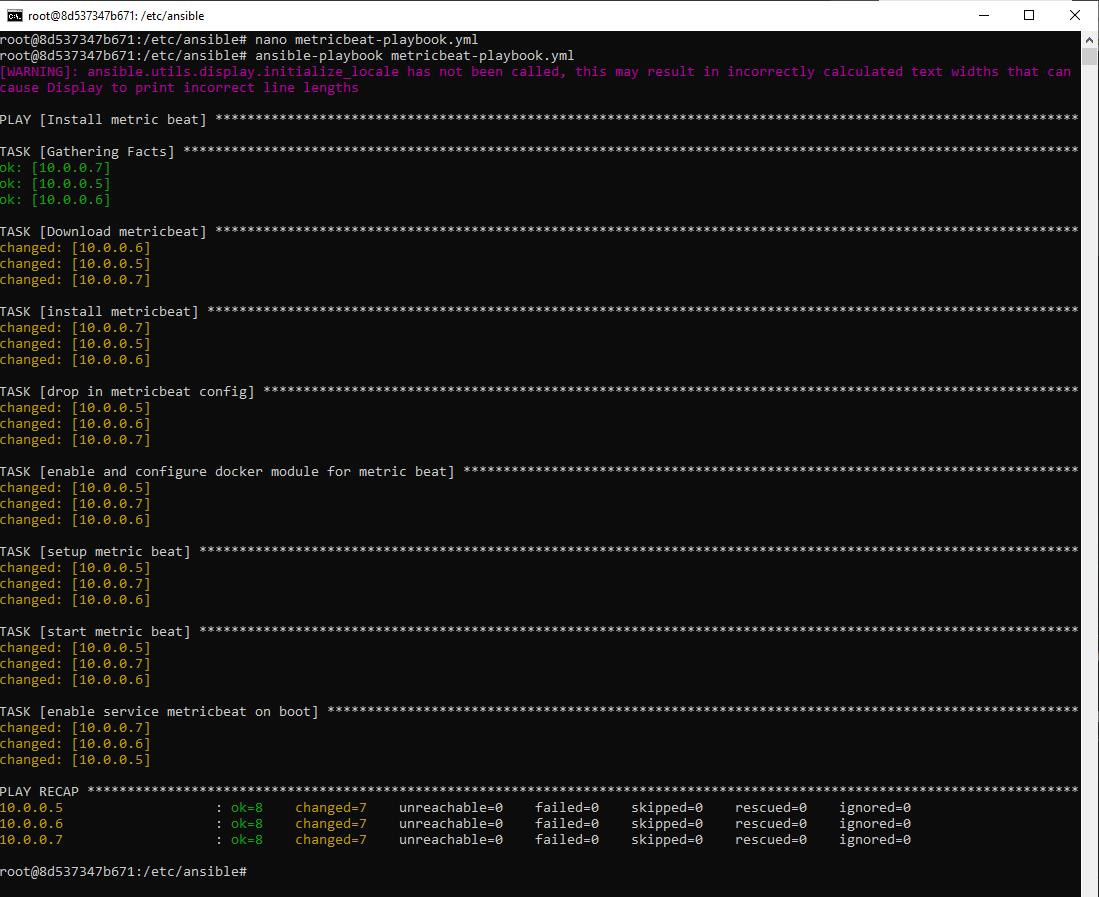 root@8d537347b671: /etc/ansible
root@8d537347b671:/etc/ansible# nano metricbeat-playbook.yml
root@8d537347b671:/etc/ansible# ansible-playbook metricbeat-playbook.yml
[WARNING]: ansible.utils.display.initialize_locale has not been called, this may result in incorrectly calculated text widths that can
cause Display to print incorrect line lengths
PLAY [Install metric beat] ************************************************************************************************************
TASK [Gathering Facts] ****************************************************************************************************************
ok: [10.0.0.7]
ok: [10.0.0.5]
ok: [10.0.0.6]
TASK [Download metricbeat] ************************************************************************************************************
changed: [10.0.0.6]
changed: [10.0.0.5]
changed: [10.0.0.7]
TASK [install metricbeat] *************************************************************************************************************
changed: [10.0.0.7]
changed: [10.0.0.5]
changed: [10.0.0.6]
TASK [drop in metricbeat config] ******************************************************************************************************
changed: [10.0.0.5]
changed: [10.0.0.6]
changed: [10.0.0.7]
TASK [enable and configure docker module for metric beat] *****************************************************************************
changed: [10.0.0.5]
changed: [10.0.0.7]
changed: [10.0.0.6]
TASK [setup metric beat] **************************************************************************************************************
changed: [10.0.0.5]
changed: [10.0.0.7]
changed: [10.0.0.6]
TASK [start metric beat] **************************************************************************************************************
changed: [10.0.0.5]
changed: [10.0.0.7]
changed: [10.0.0.6]
TASK [enable service metricbeat on boot] **********************************************************************************************
changed: [10.0.0.7]
changed: [10.0.0.6]
changed: [10.0.0.5]
PLAY RECAP ****************************************************************************************************************************
10.0.0.5                   : ok=8    changed=7    unreachable=0    failed=0    skipped=0    rescued=0    ignored=0
10.0.0.6                   : ok=8    changed=7    unreachable=0    failed=0    skipped=0    rescued=0    ignored=0
10.0.0.7                   : ok=8    changed=7    unreachable=0    failed=0    skipped=0    rescued=0    ignored=0
root@8d537347b671:/etc/ansible#